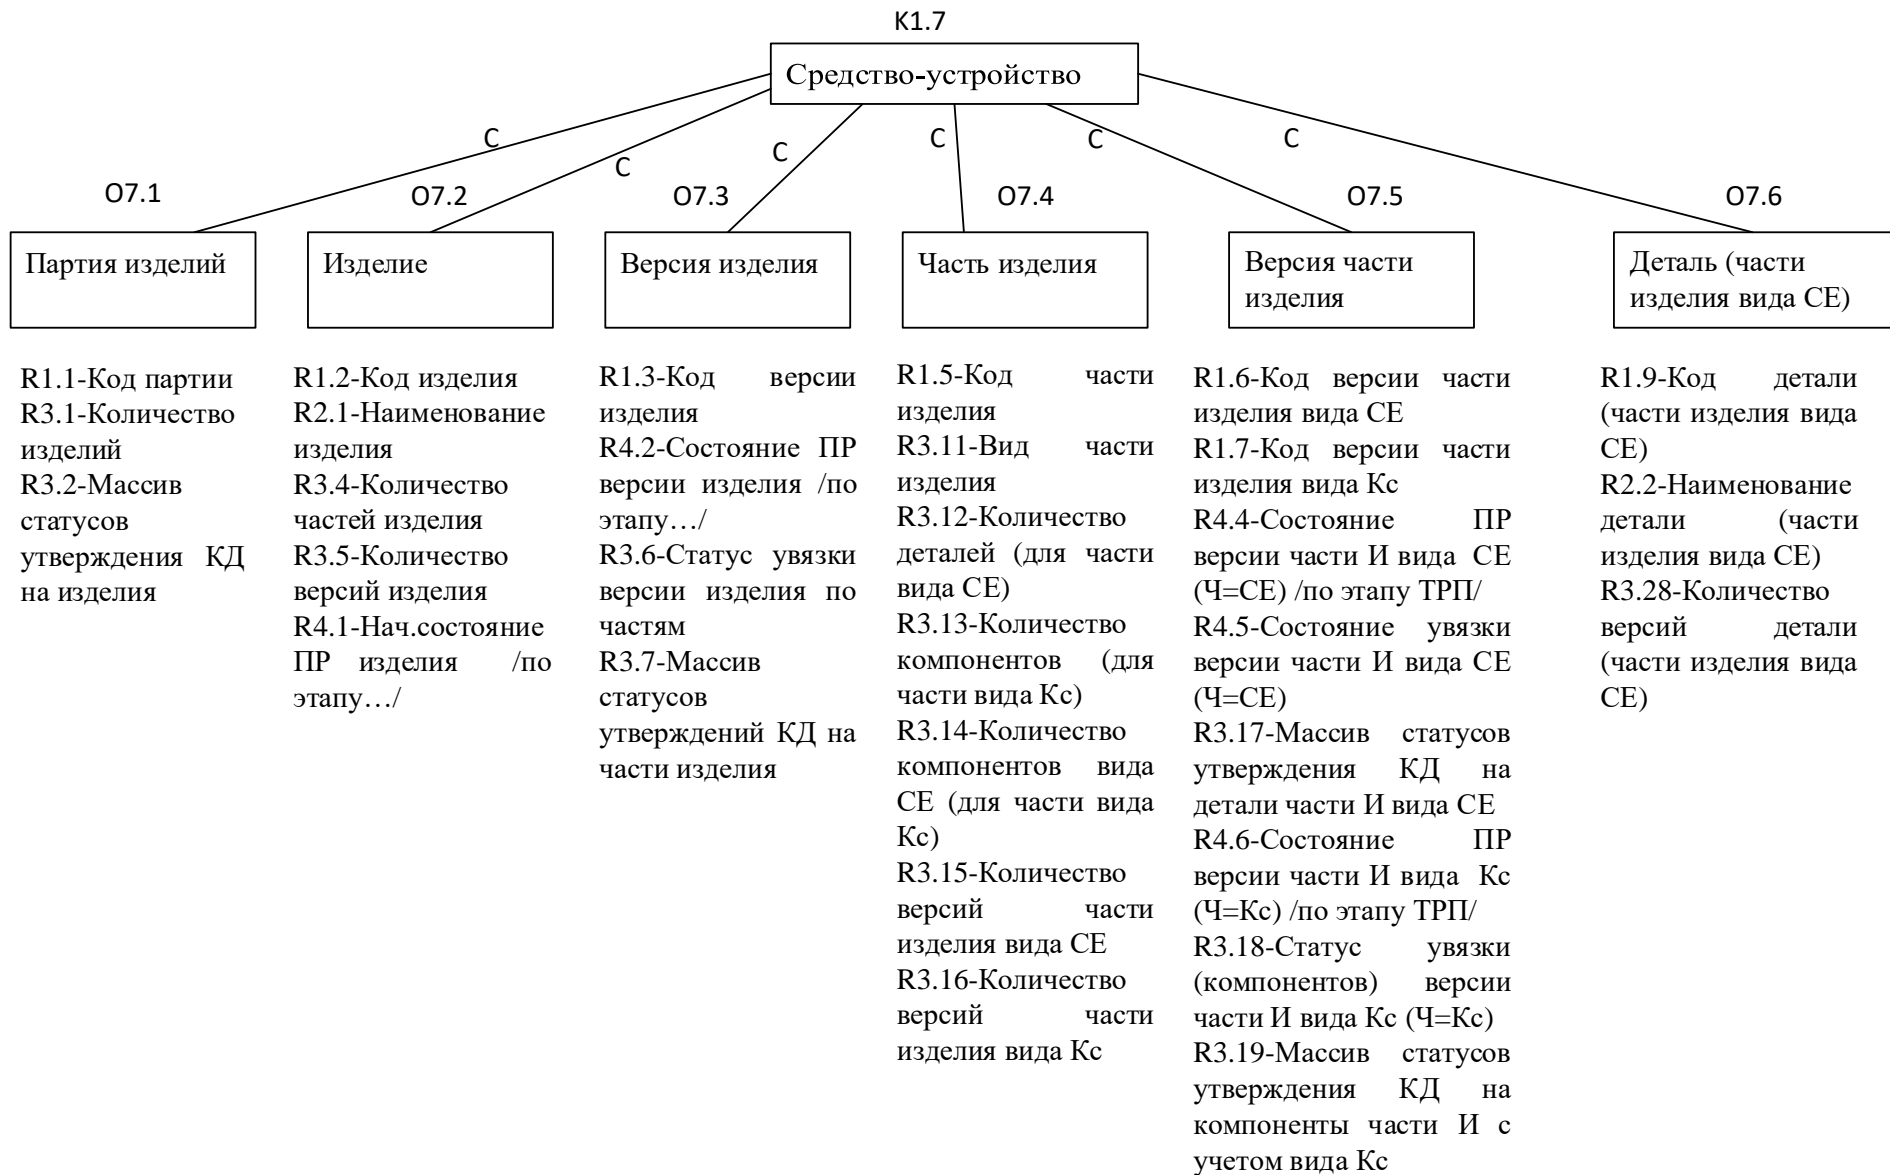 К1.7
Средство-устройство
С
С
С
С
С
С
О7.1
О7.2
О7.3
О7.4
О7.5
О7.6
Партия изделий
Изделие
Версия изделия
Часть изделия
Версия части
изделия
Деталь (части
изделия вида СЕ)
R1.1-Код партии
R3.1-Количество
изделий
R3.2-Массив
статусов
утверждения КД
на изделия
R1.2-Код изделия
R2.1-Наименование
изделия
R3.4-Количество
частей изделия
R3.5-Количество
версий изделия
R4.1-Нач.состояние
ПР изделия /по
этапу…/
R1.3-Код версии
изделия
R4.2-Состояние ПР
версии изделия /по
этапу…/
R3.6-Статус увязки
версии изделия по
частям
R3.7-Массив
статусов
утверждений КД на
части изделия
R1.5-Код части
изделия
R3.11-Вид части
изделия
R3.12-Количество
деталей (для части
вида СЕ)
R3.13-Количество
компонентов (для
части вида Кс)
R3.14-Количество
компонентов вида
СЕ (для части вида
Кс)
R3.15-Количество
версий части
изделия вида СЕ
R3.16-Количество
версий части
изделия вида Кс
R1.6-Код версии части
изделия вида СЕ
R1.7-Код версии части
изделия вида Кс
R4.4-Состояние ПР
версии части И вида СЕ
(Ч=СЕ) /по этапу ТРП/
R4.5-Состояние увязки
версии части И вида СЕ
(Ч=СЕ)
R3.17-Массив статусов
утверждения КД на
детали части И вида СЕ
R4.6-Состояние ПР
версии части И вида Кс
(Ч=Кс) /по этапу ТРП/
R3.18-Статус увязки
(компонентов) версии
части И вида Кс (Ч=Кс)
R3.19-Массив статусов
утверждения КД на
компоненты части И с
учетом вида Кс
R1.9-Код детали
(части изделия вида
СЕ)
R2.2-Наименование
детали (части
изделия вида СЕ)
R3.28-Количество
версий детали
(части изделия вида
СЕ)